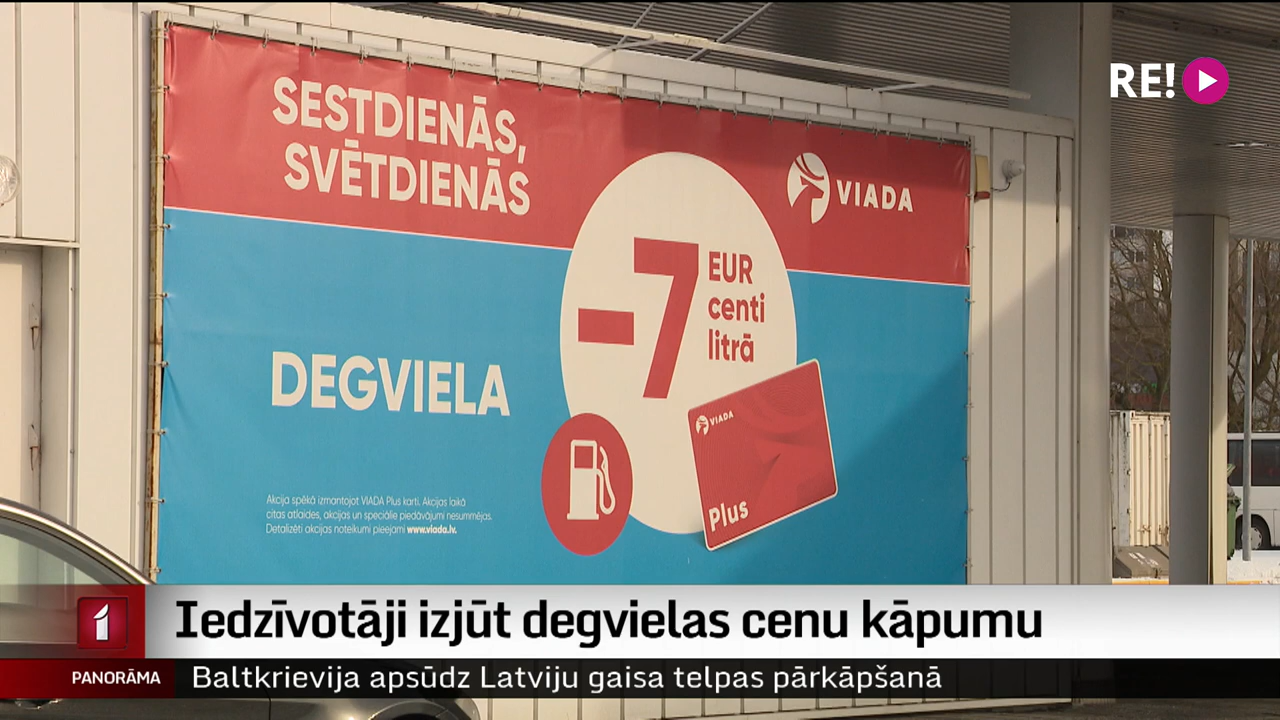 RE!
SESTDIENĀS,
SVĒTDIENĀS
VIADA
-7
EUR
centi
litrā
DEGVIELA
VIADA
Plus
Akcija spēkā izmantojot VIADA Plus karti. Akcijas laikā
citas atlaides, akcijas un speciālie piedāvājumi nesummējas.
Detalizēti akcijas noteikumi pieejami www.viada.lv.
1
Iedzīvotāji izjūt degvielas cenu kāpumu
PANORĀMA
Baltkrievija apsūdz Latviju gaisa telpas pārkāpšanā